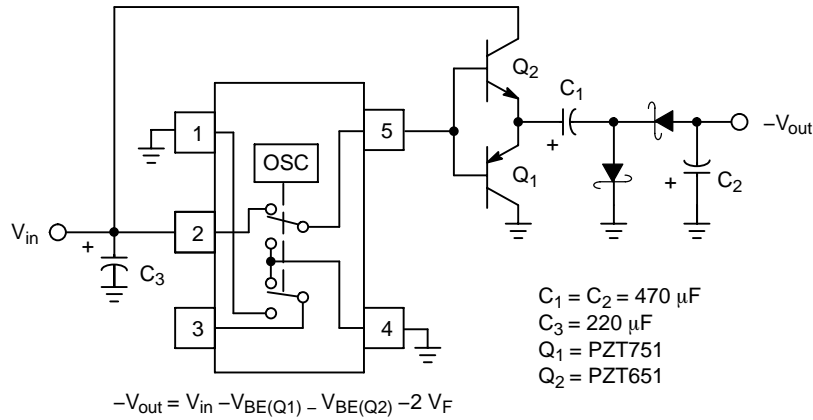 Q2
C1
1
5
–Vout
OSC
+
Q1
+
C2
Vin
2
+
C3
C1 = C2 = 470 μF
C3 = 220 μF
3
4
Q1 = PZT751
Q2 = PZT651
–Vout = Vin –VBE(Q1) – VBE(Q2) –2 VF